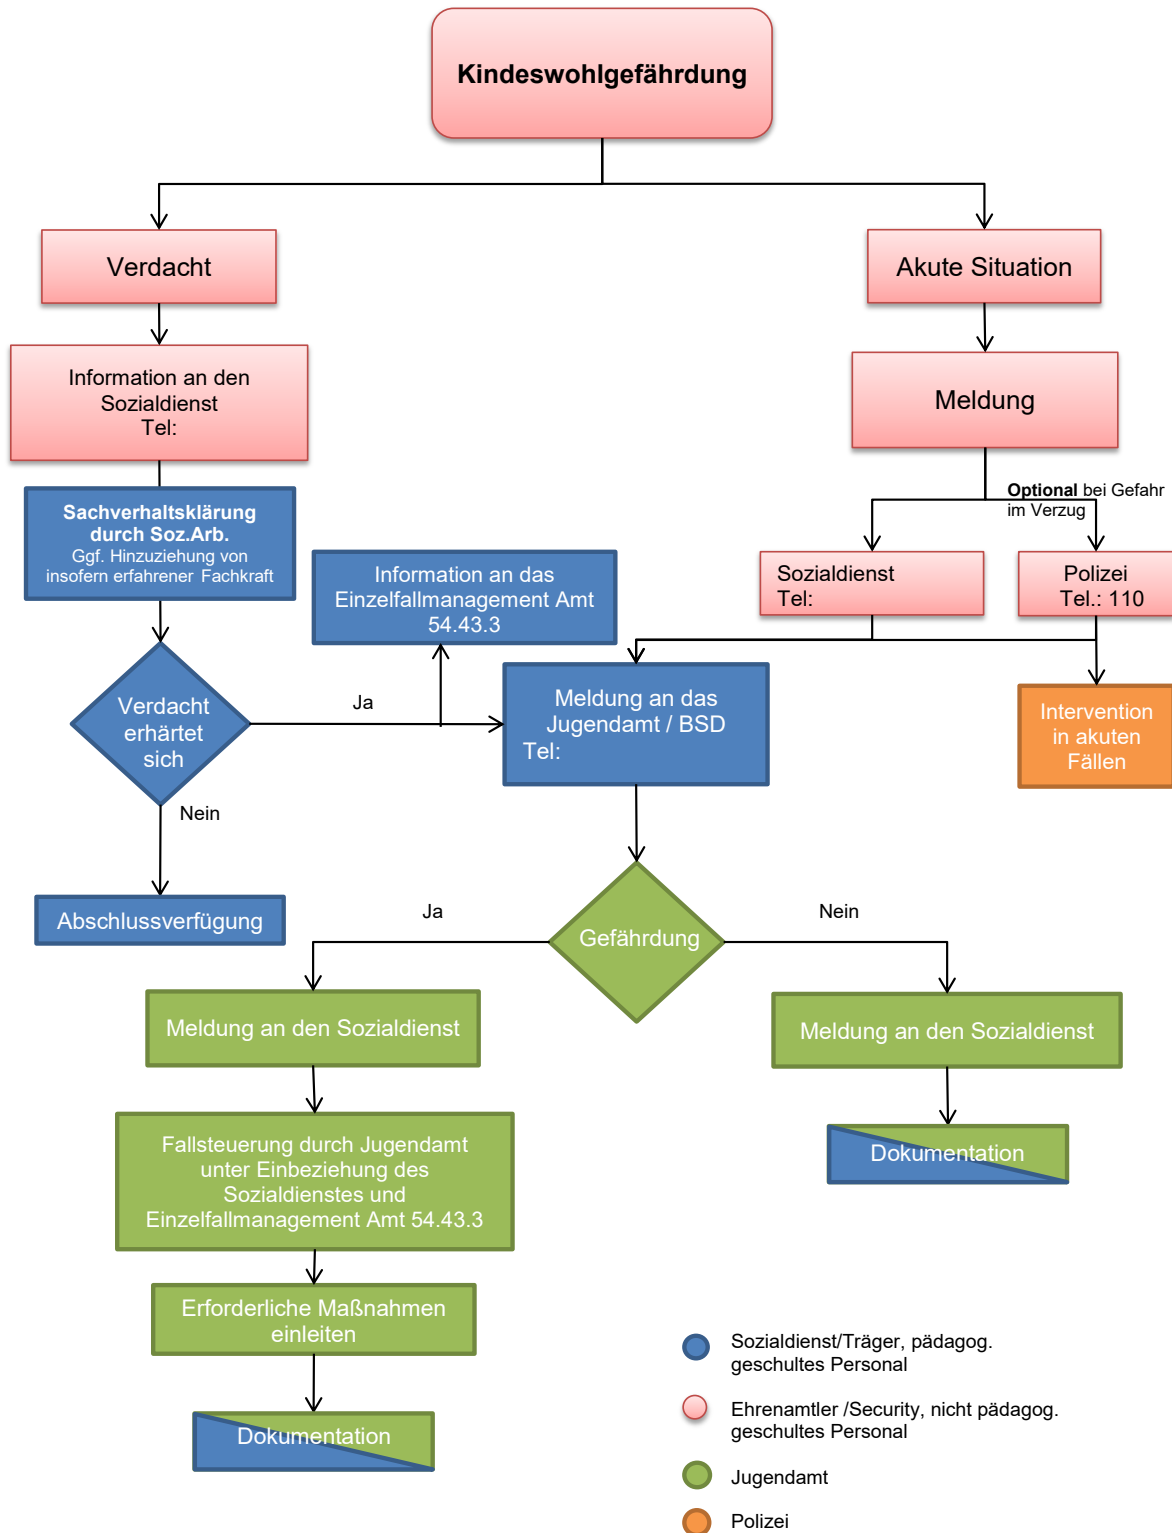 Kindeswohlgefährdung
Verdacht
Akute Situation
Information an den
Sozialdienst
Tel:
Meldung
Optional bei Gefahr
im Verzug
Sachverhaltsklärung
durch Soz.Arb.
Ggf. Hinzuziehung von
insofern erfahrener Fachkraft
Information an das
Einzelfallmanagement Amt
54.43.3
Sozialdienst
Tel:
Polizei
Tel.: 110
Verdacht
erhärtet
sich
Ja
Meldung an das
Jugendamt / BSD
Tel:
Intervention
in akuten
Fällen
Nein
Abschlussverfügung
Ja
Gefährdung
Nein
Meldung an den Sozialdienst
Meldung an den Sozialdienst
Fallsteuerung durch Jugendamt
unter Einbeziehung des
Sozialdienstes und
Einzelfallmanagement Amt 54.43.3
Dokumentation
Erforderliche Maßnahmen
einleiten
Dokumentation
Sozialdienst/Träger, pädagog.
geschultes Personal
Ehrenamtler /Security, nicht pädagog.
geschultes Personal
Jugendamt
Polizei